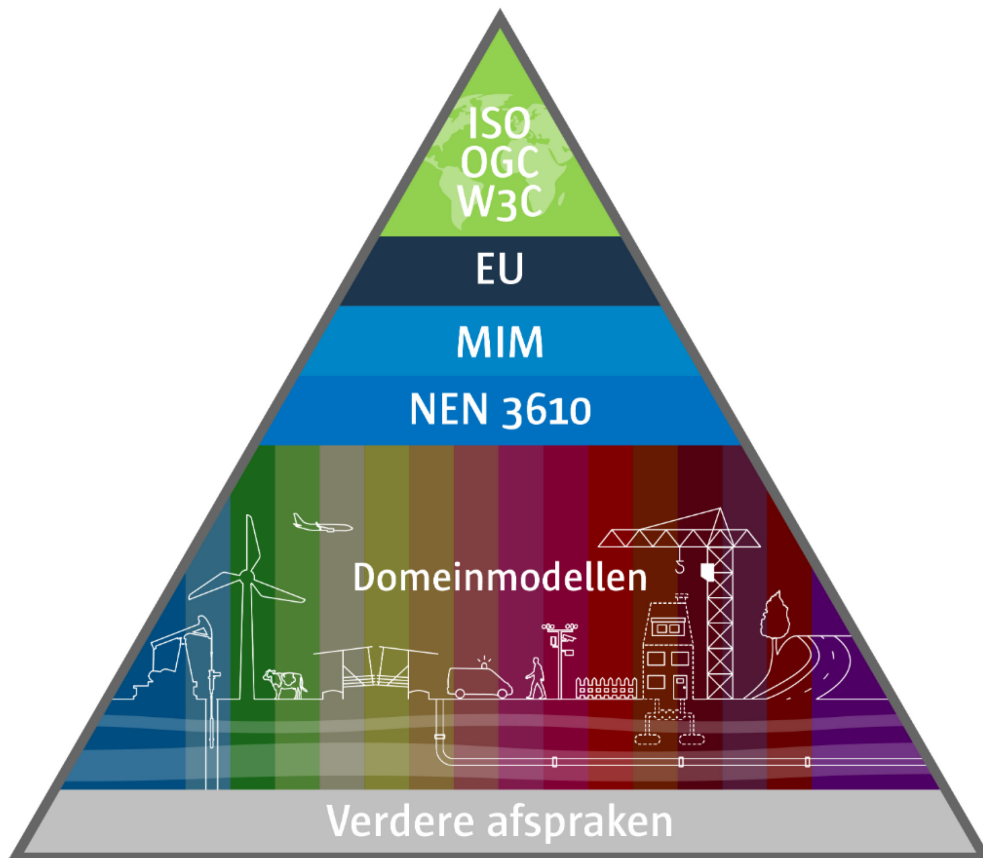 ISO
OGC
W3C
EU
MIM
NEN 3610
Domeinmodellen
Verdere afspraken